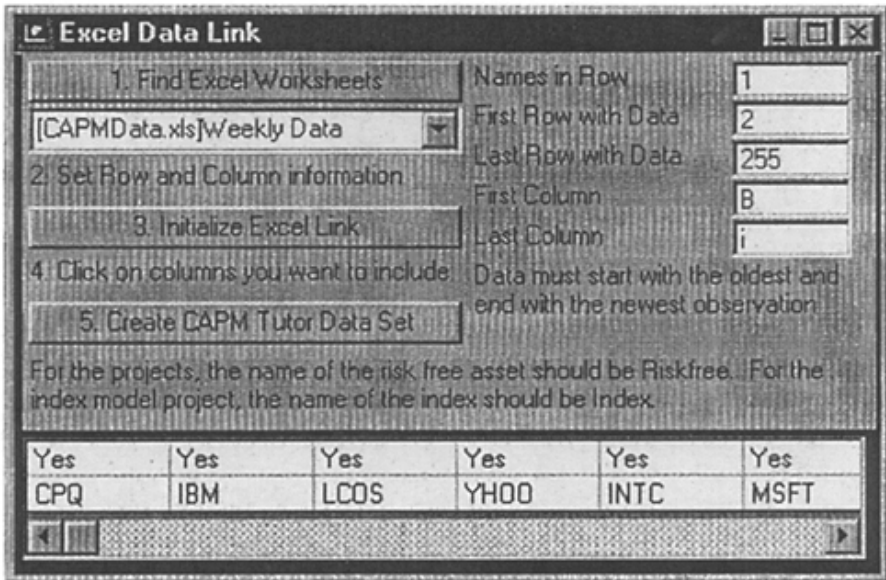 Excel Data Link
1. Find Excel Worksheets
[CAPMData.xls]Weekly Data
2. Set Row and Column information
3. Initialize Excel Link
4. Click on columns you want to include
5. Create CAPM Tutor Data Set
Names in Row 1
First Row with Data 2
Last Row with Data 255
First Column B
Last Column i
Data must start with the oldest and
end with the newest observation
For the projects, the name of the risk free asset should be Riskfree. For the
index model project, the name of the index should be Index.
Yes Yes Yes Yes Yes Yes
CPQ IBM LCOS YHOO INTC MSFT